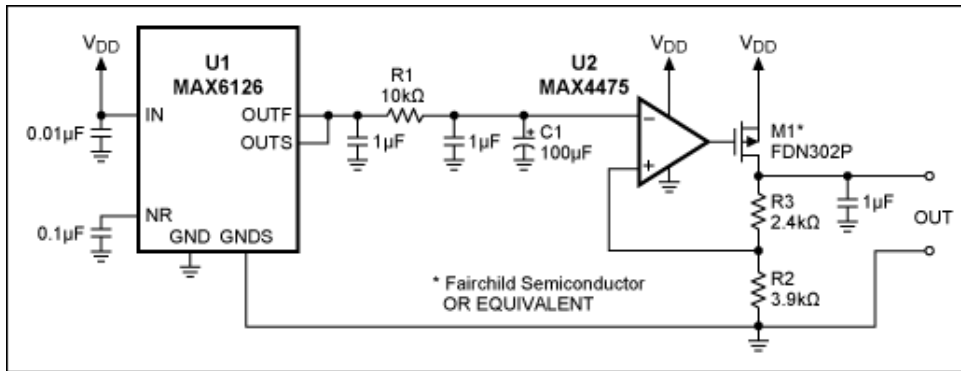 VDD
U1
MAX6126
IN
OUTF
OUTS
NR
GND GNDS
0.01µF
0.1µF
1µF
R1
10kΩ
1µF
+
C1
100µF
U2
MAX4475
VDD
VDD
−
+
M1*
FDN302P
R3
2.4kΩ
1µF
OUT
R2
3.9kΩ
* Fairchild Semiconductor
OR EQUIVALENT